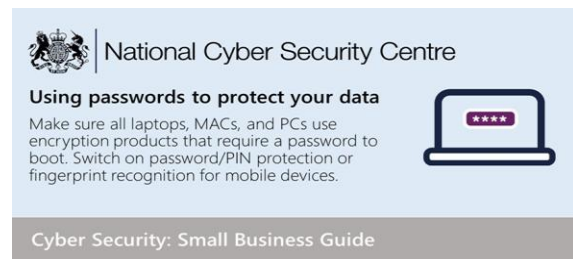 National Cyber Security Centre
Using passwords to protect your data
Make sure all laptops, MACs, and PCs use
encryption products that require a password to
boot. Switch on password/PIN protection or
fingerprint recognition for mobile devices.
****
Cyber Security: Small Business Guide